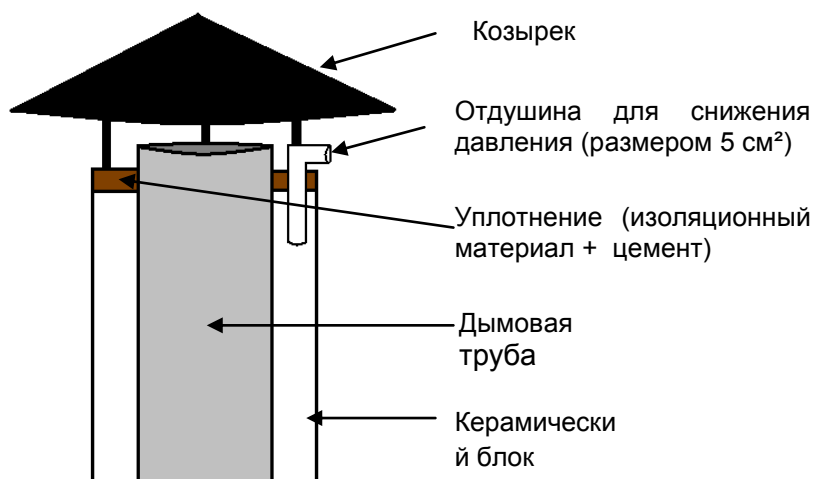 Козырек
Отдушина для снижения
давления (размером 5 см²)
Уплотнение (изоляционный
материал + цемент)
Дымовая
труба
Керамически
й блок